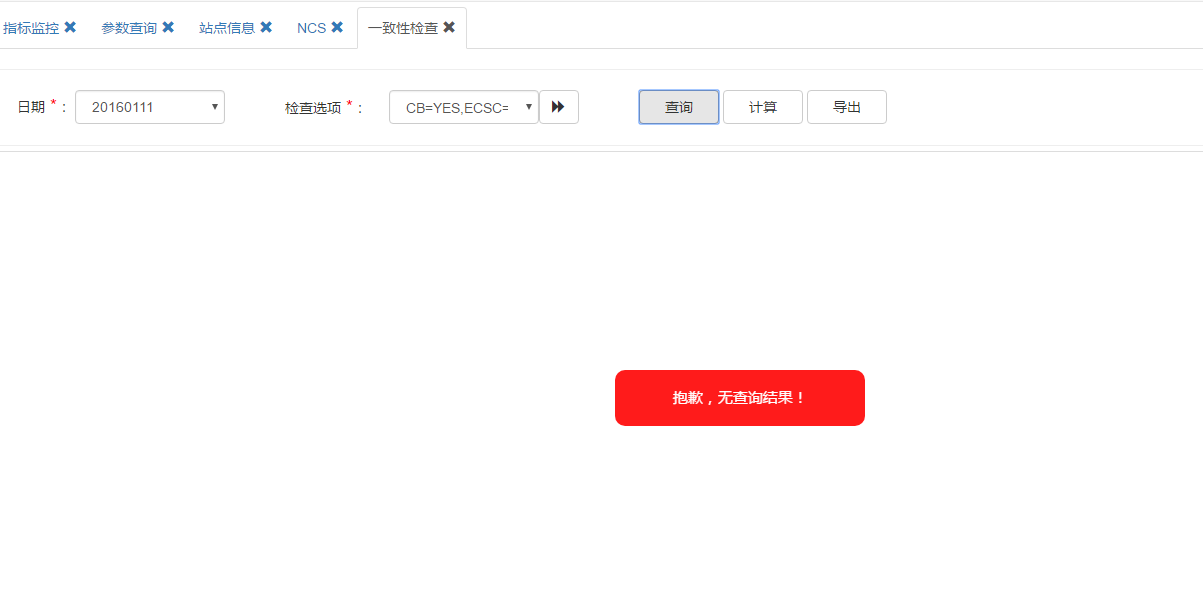 指标监控 ✖ 参数查询 ✖ 站点信息 ✖ NCS ✖ 一致性检查 ✖
日期 * : 20160111 检查选项 * : CB=YES,ECSC= 查询 计算 导出
抱歉，无查询结果！